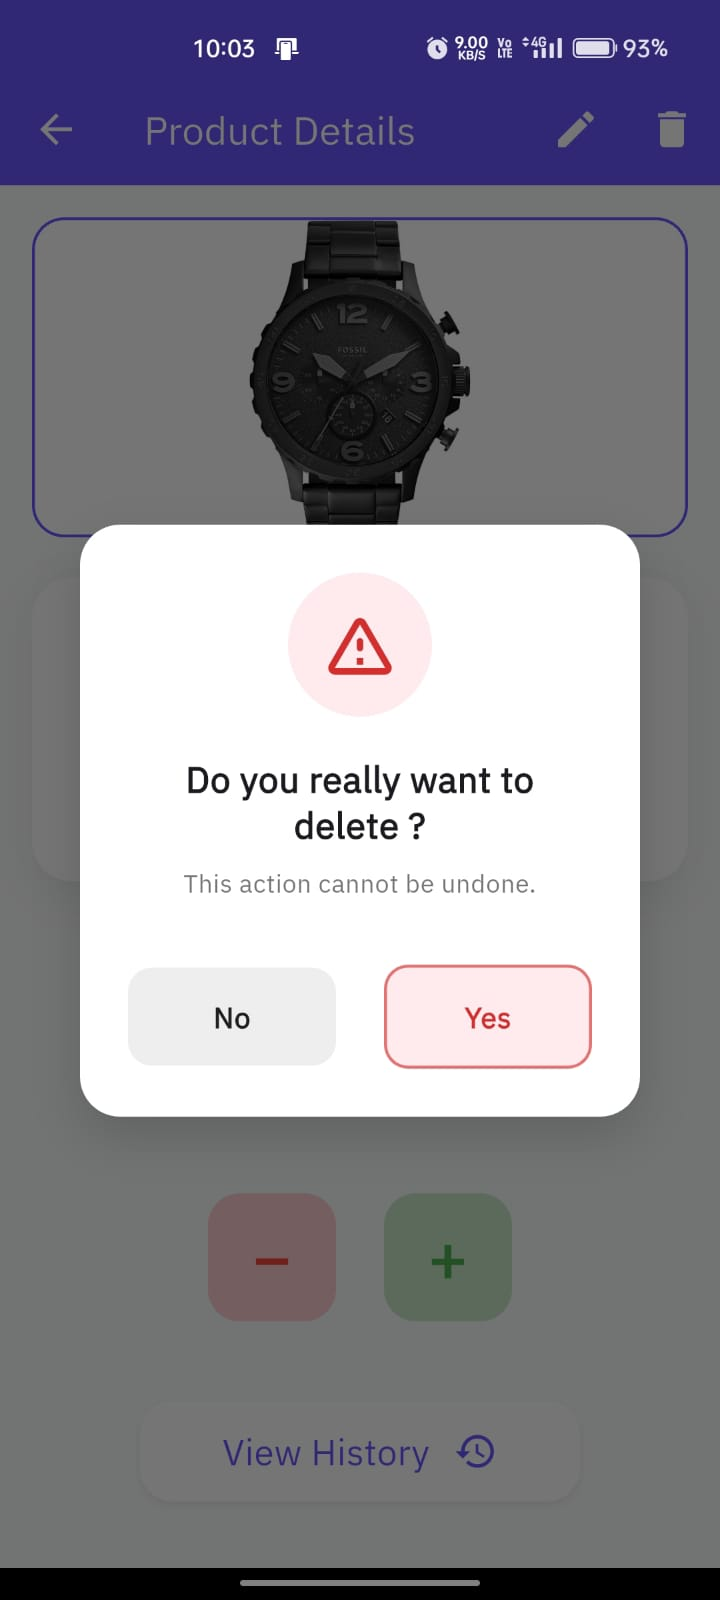 10:03 9.00 KB/S Vo LTE 4G 93%
Product Details
12
FOSSIL
9 3
18
6
Do you really want to
delete ?
This action cannot be undone.
No Yes
View History